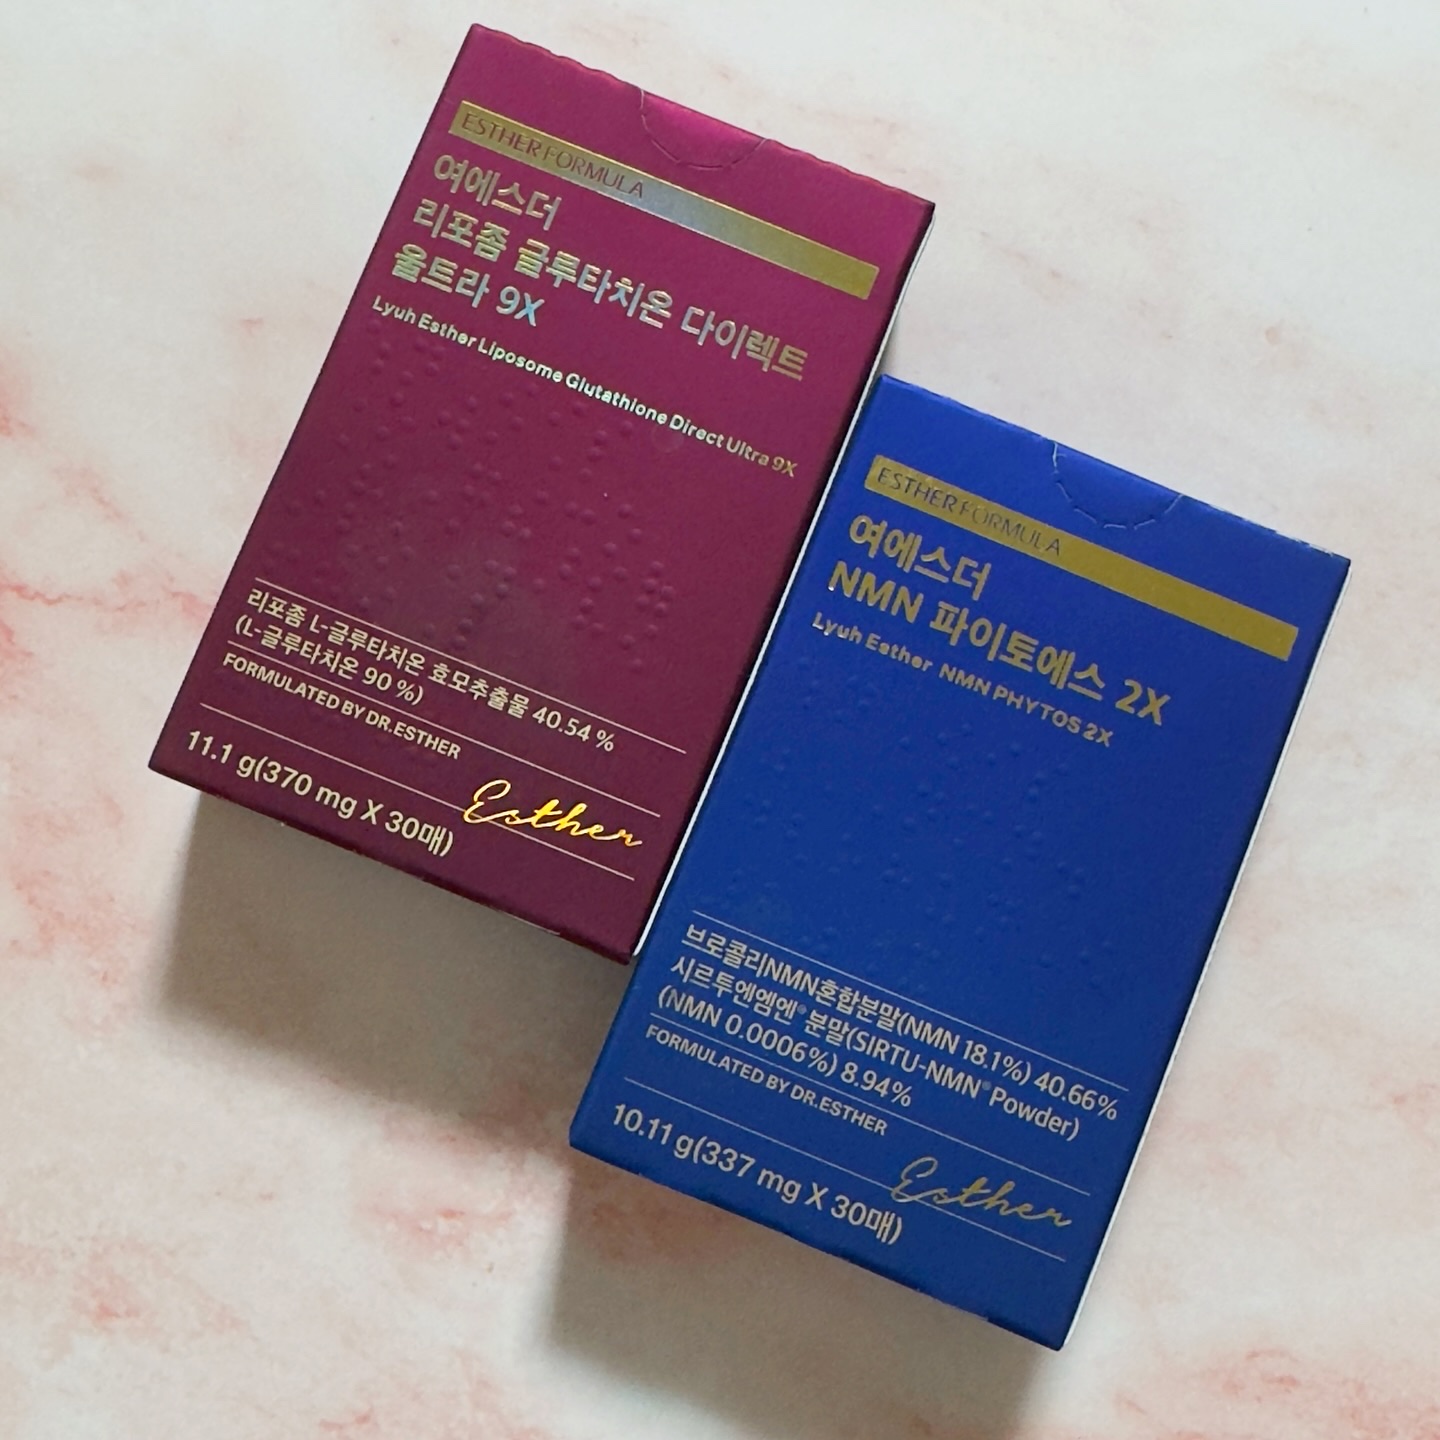 ESTHER FORMULA
여에스더
리포좀 글루타치온 다이렉트
울트라 9X
Lyuh Esther Liposome Glutathione Direct Ultra 9X
리포좀 L-글루타치온 효모추출물 40.54 %
(L-글루타치온 90 %)
FORMULATED BY DR.ESTHER
Esther
11.1 g(370 mg X 30매)
ESTHER FORMULA
여에스더
NMN 파이토에스 2X
Lyuh Esther NMN PHYTOS 2X
브로콜리NMN혼합분말(NMN 18.1%) 40.66%
시르투엔엠엔®분말(SIRTU-NMN®Powder)
(NMN 0.0006%) 8.94%
FORMULATED BY DR.ESTHER
Esther
10.11 g(337 mg X 30매)